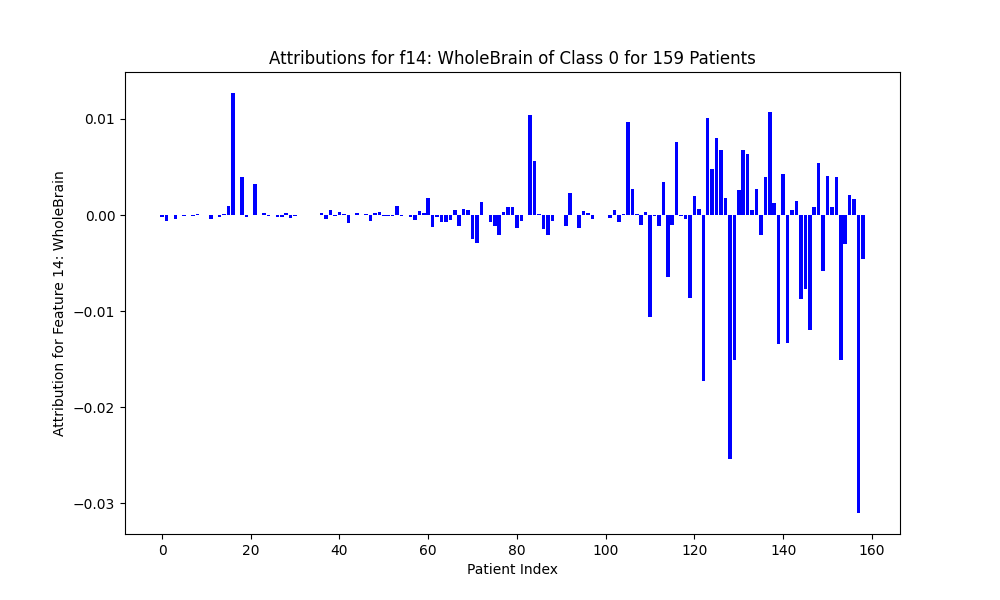 Attributions for f14: WholeBrain of Class 0 for 159 Patients
Attribution for Feature 14: WholeBrain
0.01
0.00
−0.01
−0.02
−0.03
0 20 40 60 80 100 120 140 160
Patient Index